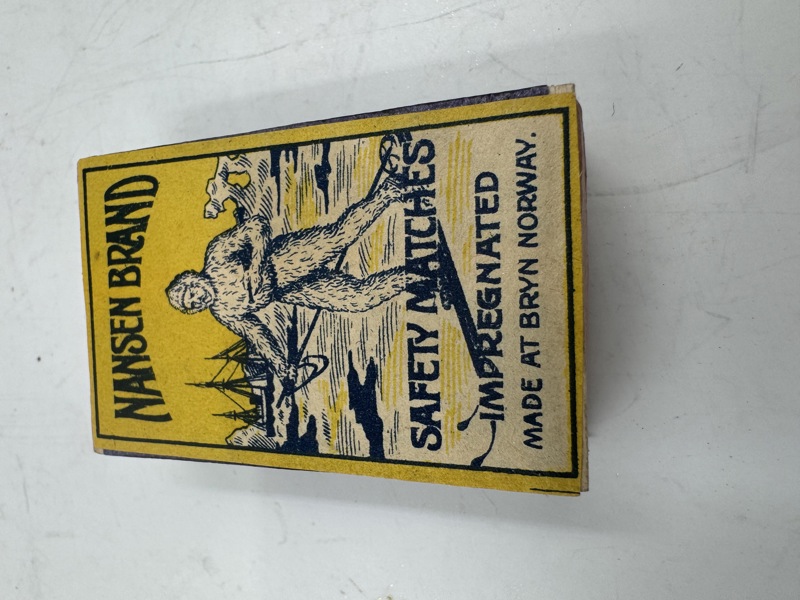 NANSEN BRAND
SAFETY MATCHES
IMPREGNATED
MADE AT BRYN NORWAY.